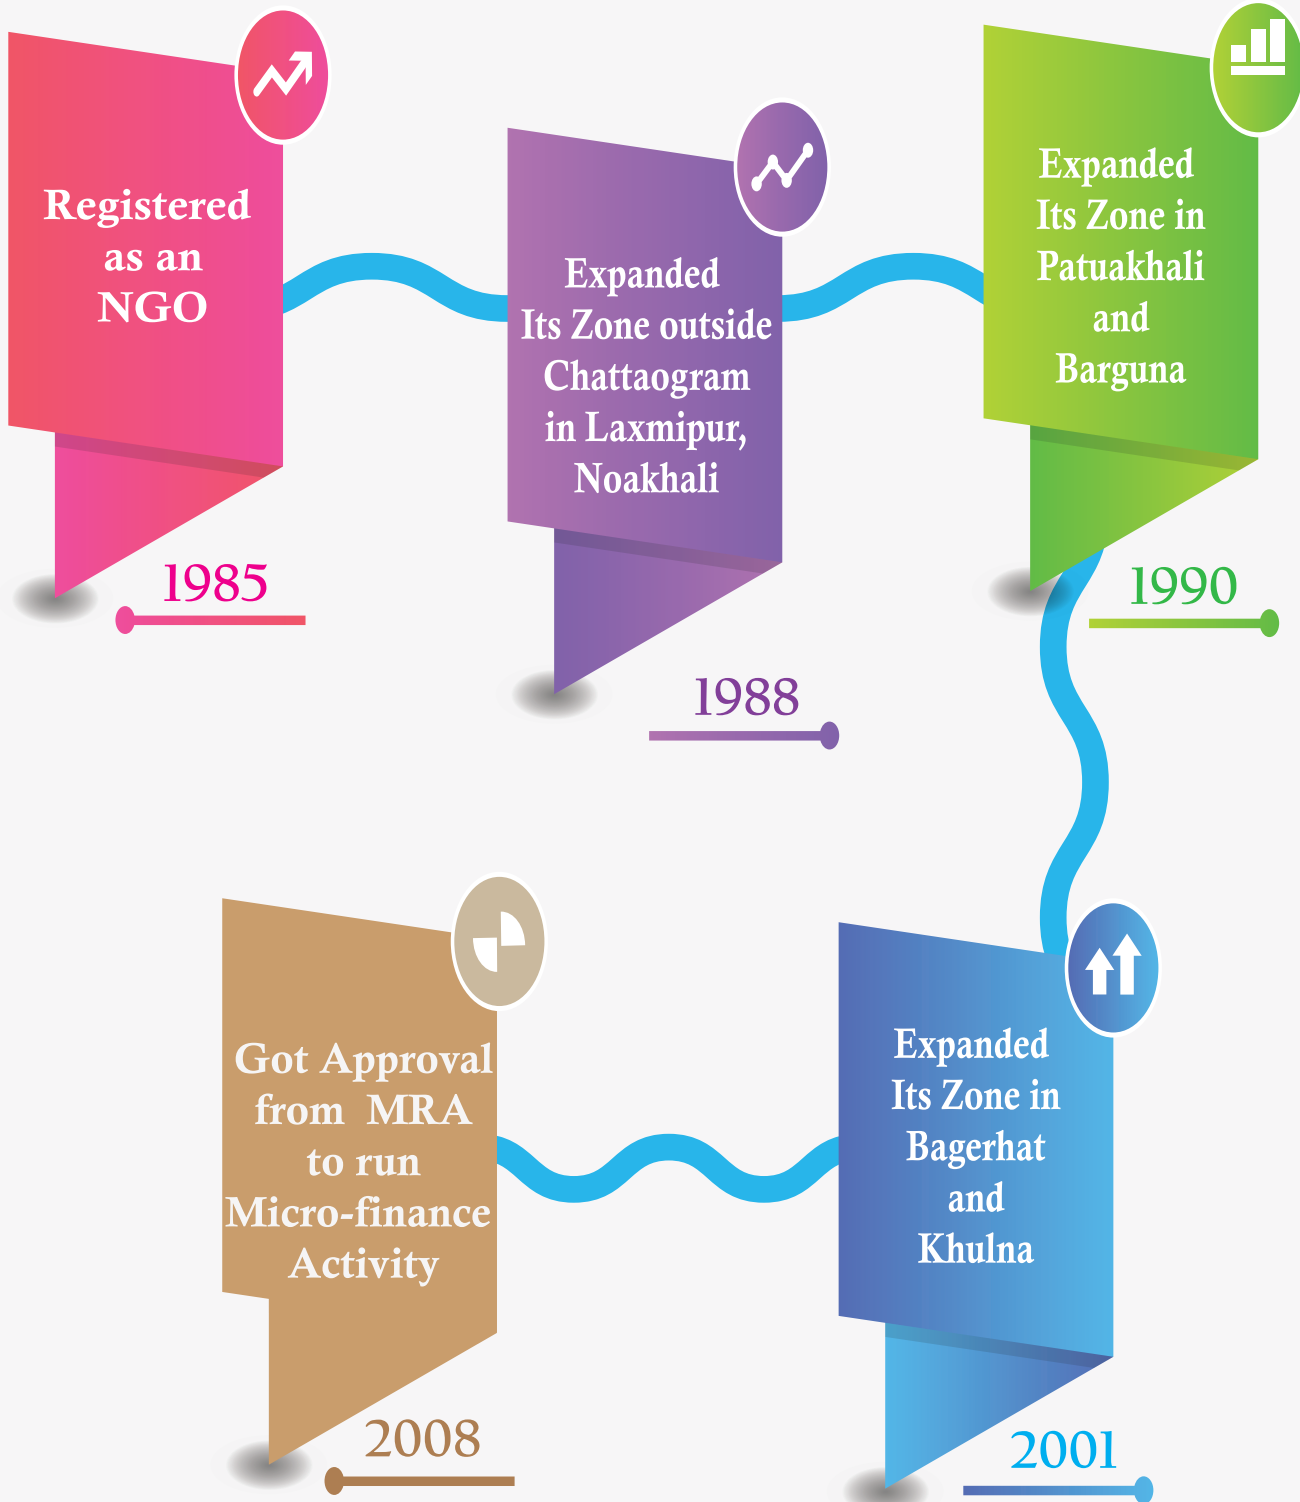 Registered
as an
NGO
1985
Expanded
Its Zone outside
Chattaogram
in Laxmipur,
Noakhali
1988
Expanded
Its Zone in
Patuakhali
and
Barguna
1990
Expanded
Its Zone in
Bagerhat
and
Khulna
2001
Got Approval
from MRA
to run
Micro-finance
Activity
2008